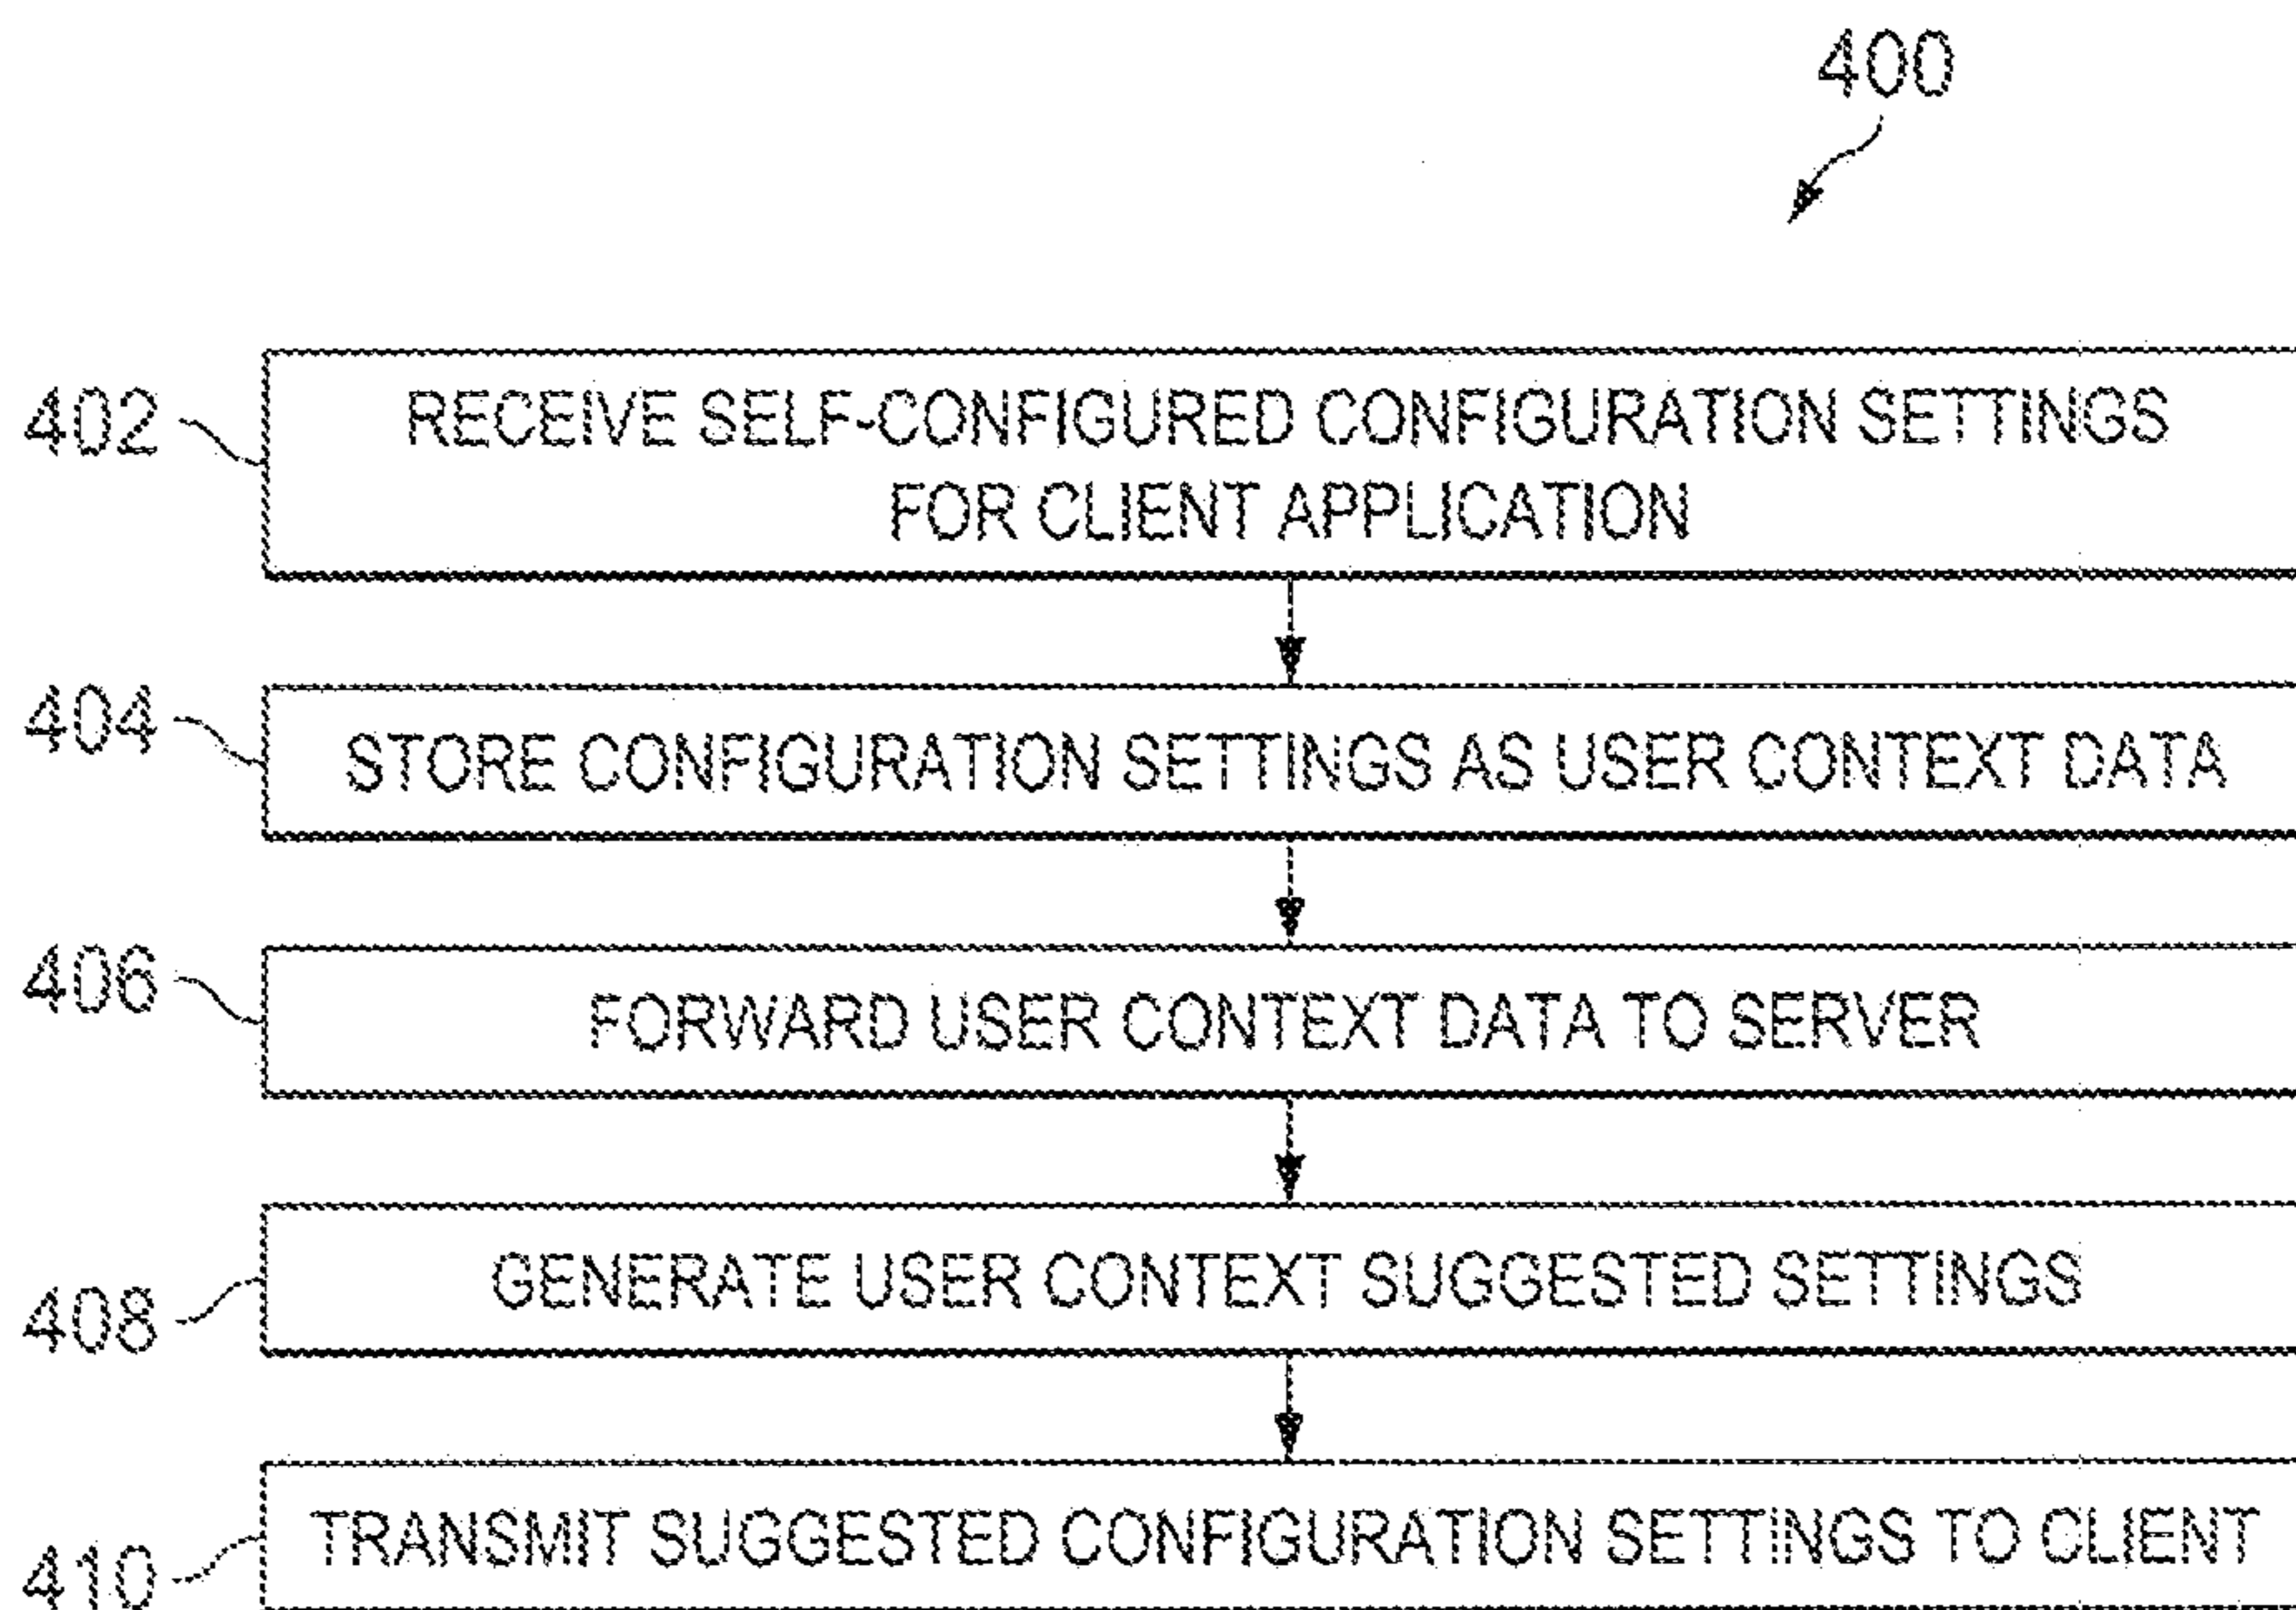 400
402
RECEIVE SELF-CONFIGURED CONFIGURATION SETTINGS
FOR CLIENT APPLICATION
404
STORE CONFIGURATION SETTINGS AS USER CONTEXT DATA
406
FORWARD USER CONTEXT DATA TO SERVER
408
GENERATE USER CONTEXT SUGGESTED SETTINGS
410
TRANSMIT SUGGESTED CONFIGURATION SETTINGS TO CLIENT